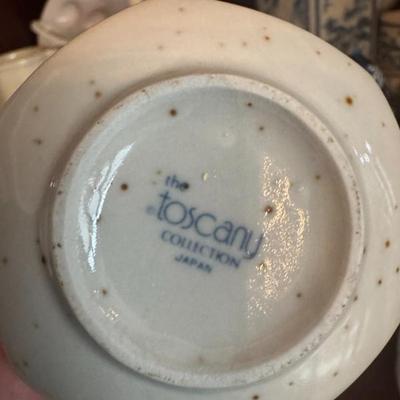 the
© toscany
COLLECTION
JAPAN